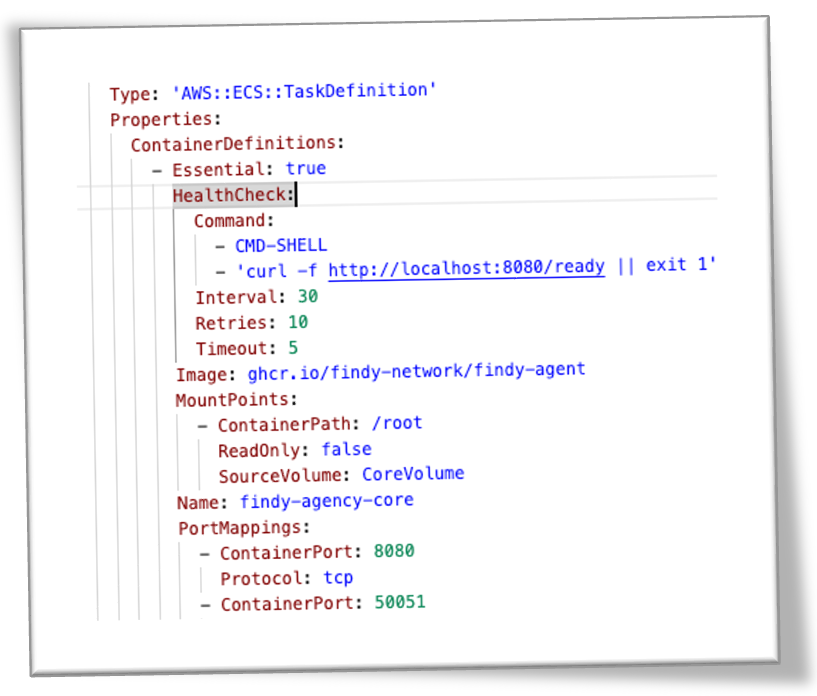 Type: 'AWS::ECS::TaskDefinition'
Properties:
ContainerDefinitions:
– Essential: true
HealthCheck:
Command:
– CMD–SHELL
– 'curl –f http://localhost:8080/ready || exit 1'
Interval: 30
Retries: 10
Timeout: 5
Image: ghcr.io/findy–network/findy–agent
MountPoints:
– ContainerPath: /root
ReadOnly: false
SourceVolume: CoreVolume
Name: findy–agency–core
PortMappings:
– ContainerPort: 8080
Protocol: tcp
– ContainerPort: 50051